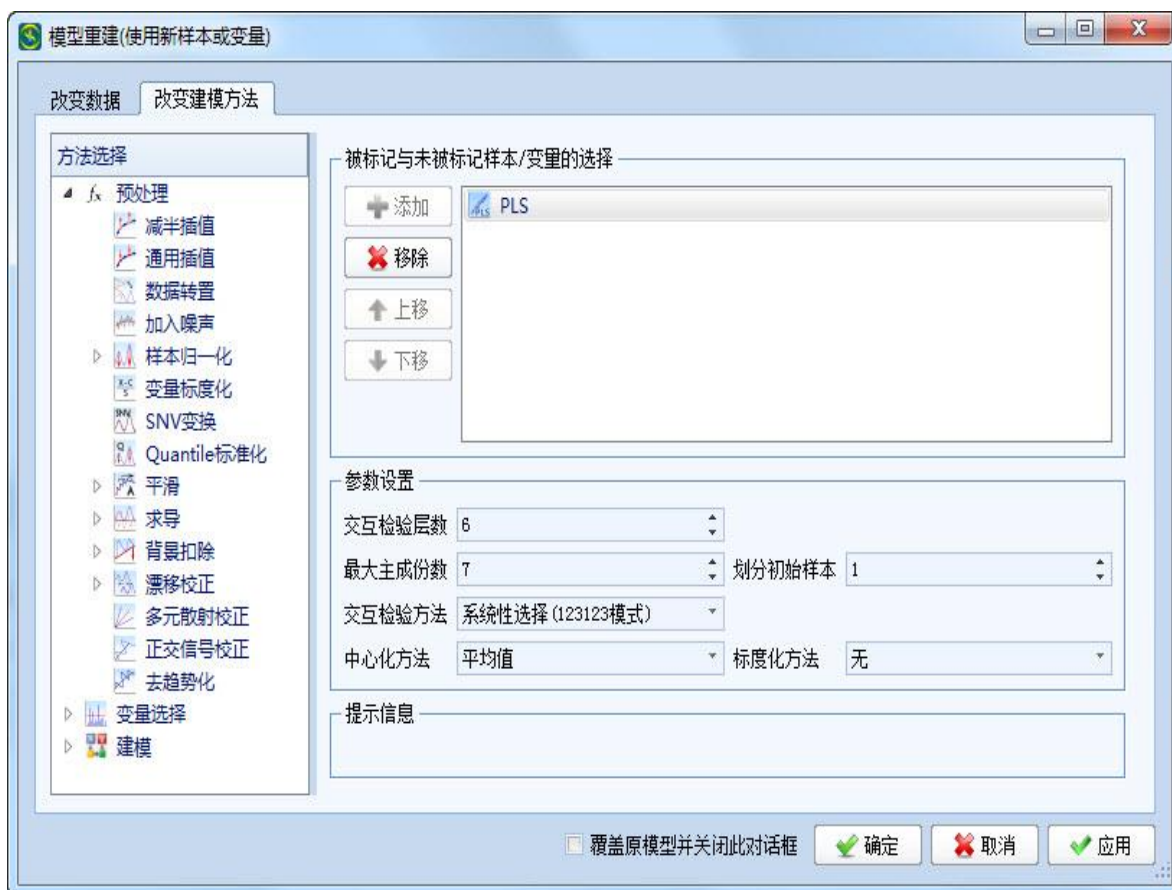 模型重建(使用新样本或变量)
改变数据
改变建模方法
方法选择
预处理
减半插值
通用插值
数据转置
加入噪声
样本归一化
变量标度化
SNV变换
Quantile标准化
平滑
求导
背景扣除
漂移校正
多元散射校正
正交信号校正
去趋势化
变量选择
建模
被标记与未被标记样本/变量的选择
添加
移除
上移
下移
PLS
参数设置
交互检验层数 6
最大主成份数 7 划分初始样本 1
交互检验方法 系统性选择(123123模式)
中心化方法 平均值 标度化方法 无
提示信息
覆盖原模型并关闭此对话框 确定 取消 应用